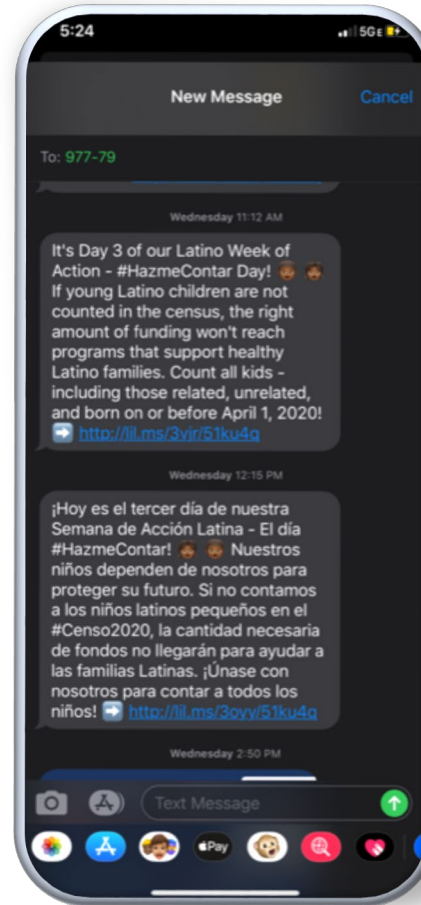 5:24
5GE
New Message
Cancel
To: 977-79
Wednesday 11:12 AM
It's Day 3 of our Latino Week of
Action - #HazmeContar Day!
If young Latino children are not
counted in the census, the right
amount of funding won't reach
programs that support healthy
Latino families. Count all kids -
including those related, unrelated,
and born on or before April 1, 2020!
http://lil.ms/3vjr/51ku4q
Wednesday 12:15 PM
¡Hoy es el tercer día de nuestra
Semana de Acción Latina - El día
#HazmeContar! Nuestros
niños dependen de nosotros para
proteger su futuro. Si no contamos
a los niños latinos pequeños en el
#Censo2020, la cantidad necesaria
de fondos no llegarán para ayudar a
las familias Latinas. ¡Únase con
nosotros para contar a todos los
niños! http://lil.ms/3oyv/51ku4q
Wednesday 2:50 PM
Text Message
Pay